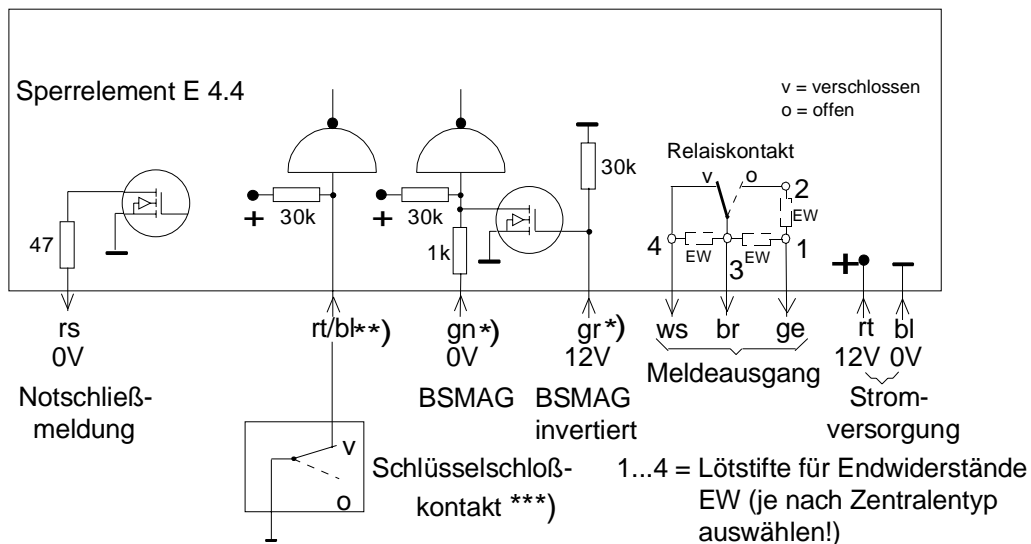 Sperrelement E 4.4
v = verschlossen
o = offen
Relaiskontakt
v o
2
EW
30k
+ 30k
+ 30k
47
1k
4 EW EW 1
3
+
rs rt/bl**) gn*) gr*) ws br ge rt bl
0V 0V 12V 12V 0V
Meldeausgang
Notschließ-
meldung
BSMAG BSMAG
invertiert
Strom-
versorgung
v
o
Schlüsselschloß-
kontakt ***)
1...4 = Lötstifte für Endwiderstände
EW (je nach Zentralentyp
auswählen!)